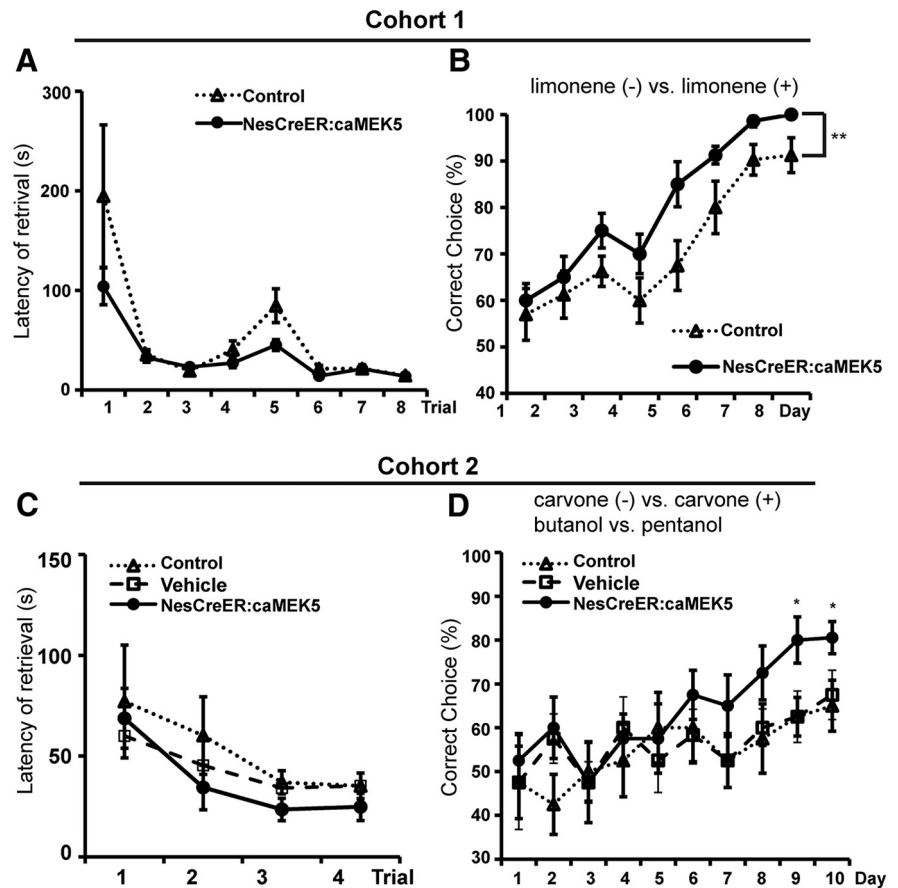 Cohort 1
A
300
200
100
0
Latency of retrival (s)
Control
NesCreER:caMEK5
1 2 3 4 5 6 7 8 Trial
B
limonene (-) vs. limonene (+)
100
90
80
70
60
50
40
Correct Choice (%)
**
Control
NesCreER:caMEK5
1 2 3 4 5 6 7 8 Day
Cohort 2
C
150
100
50
0
Latency of retrieval (s)
Control
Vehicle
NesCreER:caMEK5
1 2 3 4 Trial
D
carvone (-) vs. carvone (+)
butanol vs. pentanol
100
90
80
70
60
50
40
30
Correct Choice (%)
Control
Vehicle
NesCreER:caMEK5
* *
1 2 3 4 5 6 7 8 9 10 Day